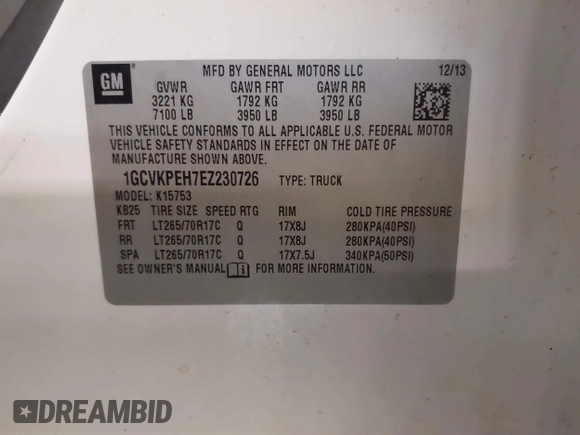 GM
MFD BY GENERAL MOTORS LLC 12/13
GVWR GAWR FRT GAWR RR
3221 KG 1792 KG 1792 KG
7100 LB 3950 LB 3950 LB
THIS VEHICLE CONFORMS TO ALL APPLICABLE U.S. FEDERAL MOTOR
VEHICLE SAFETY STANDARDS IN EFFECT ON THE DATE OF
MANUFACTURE SHOWN ABOVE.
1GCVKPEH7EZ230726 TYPE: TRUCK
MODEL: K15753
KB25 TIRE SIZE SPEED RTG RIM COLD TIRE PRESSURE
FRT LT265/70R17C Q 17X8J 280KPA(40PSI)
RR LT265/70R17C Q 17X8J 280KPA(40PSI)
SPA LT265/70R17C Q 17X7.5J 340KPA(50PSI)
SEE OWNER'S MANUAL i FOR MORE INFORMATION.
DREAMBID